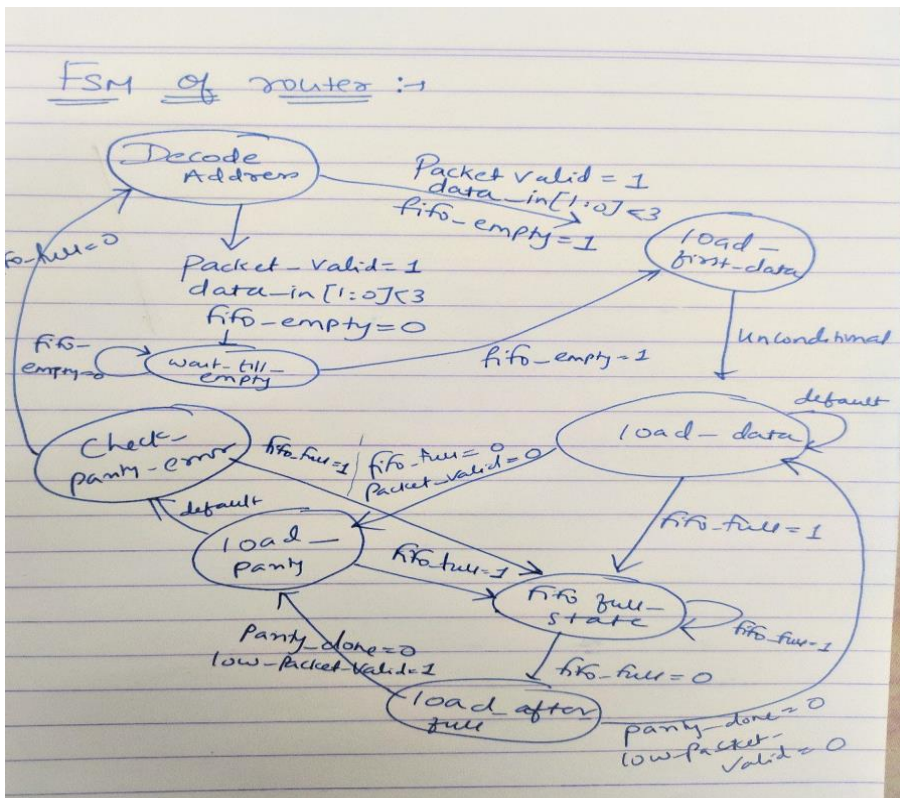 FSM of router :→
Decode
Address
Packet valid = 1
data_in[1:0]<3
fifo_empty=1
load_
first_data
fo_full=0
Packet_Valid=1
data_in[1:0]<3
fifo_empty=0
fifo-
empty=0
wait_till_
empty
fifo_empty=1
Unconditional
default
load_data
Check_
parity_error
fifo_full=1
fifo_full=0
Packet_valid=0
default
load_
parity
fifo_full=1
fifo_full=1
fifo full_
state
fifo_full=1
Parity_done=0
low_Packet_Valid=1
fifo_full=0
load_after_
full
parity_done=0
low_packet_
valid=0